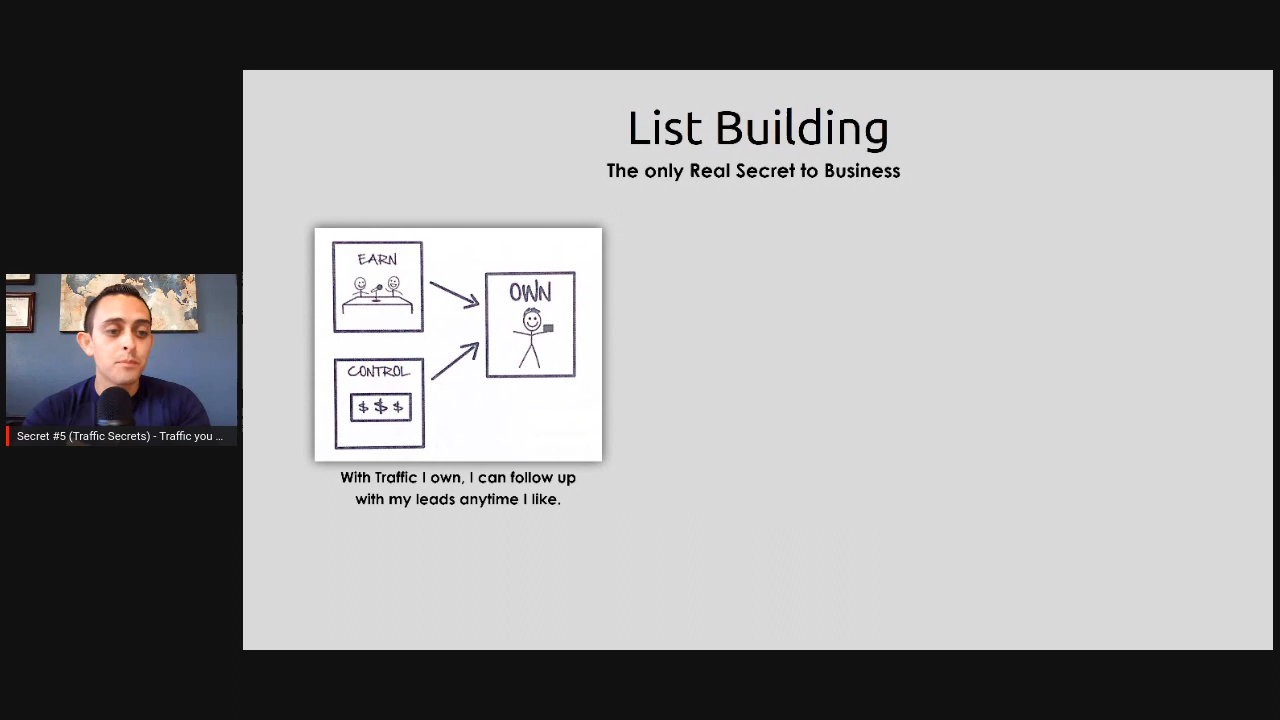 List Building
The only Real Secret to Business
EARN
OWN
CONTROL
$ $ $
With Traffic I own, I can follow up
with my leads anytime I like.
Secret #5 (Traffic Secrets) - Traffic you ...